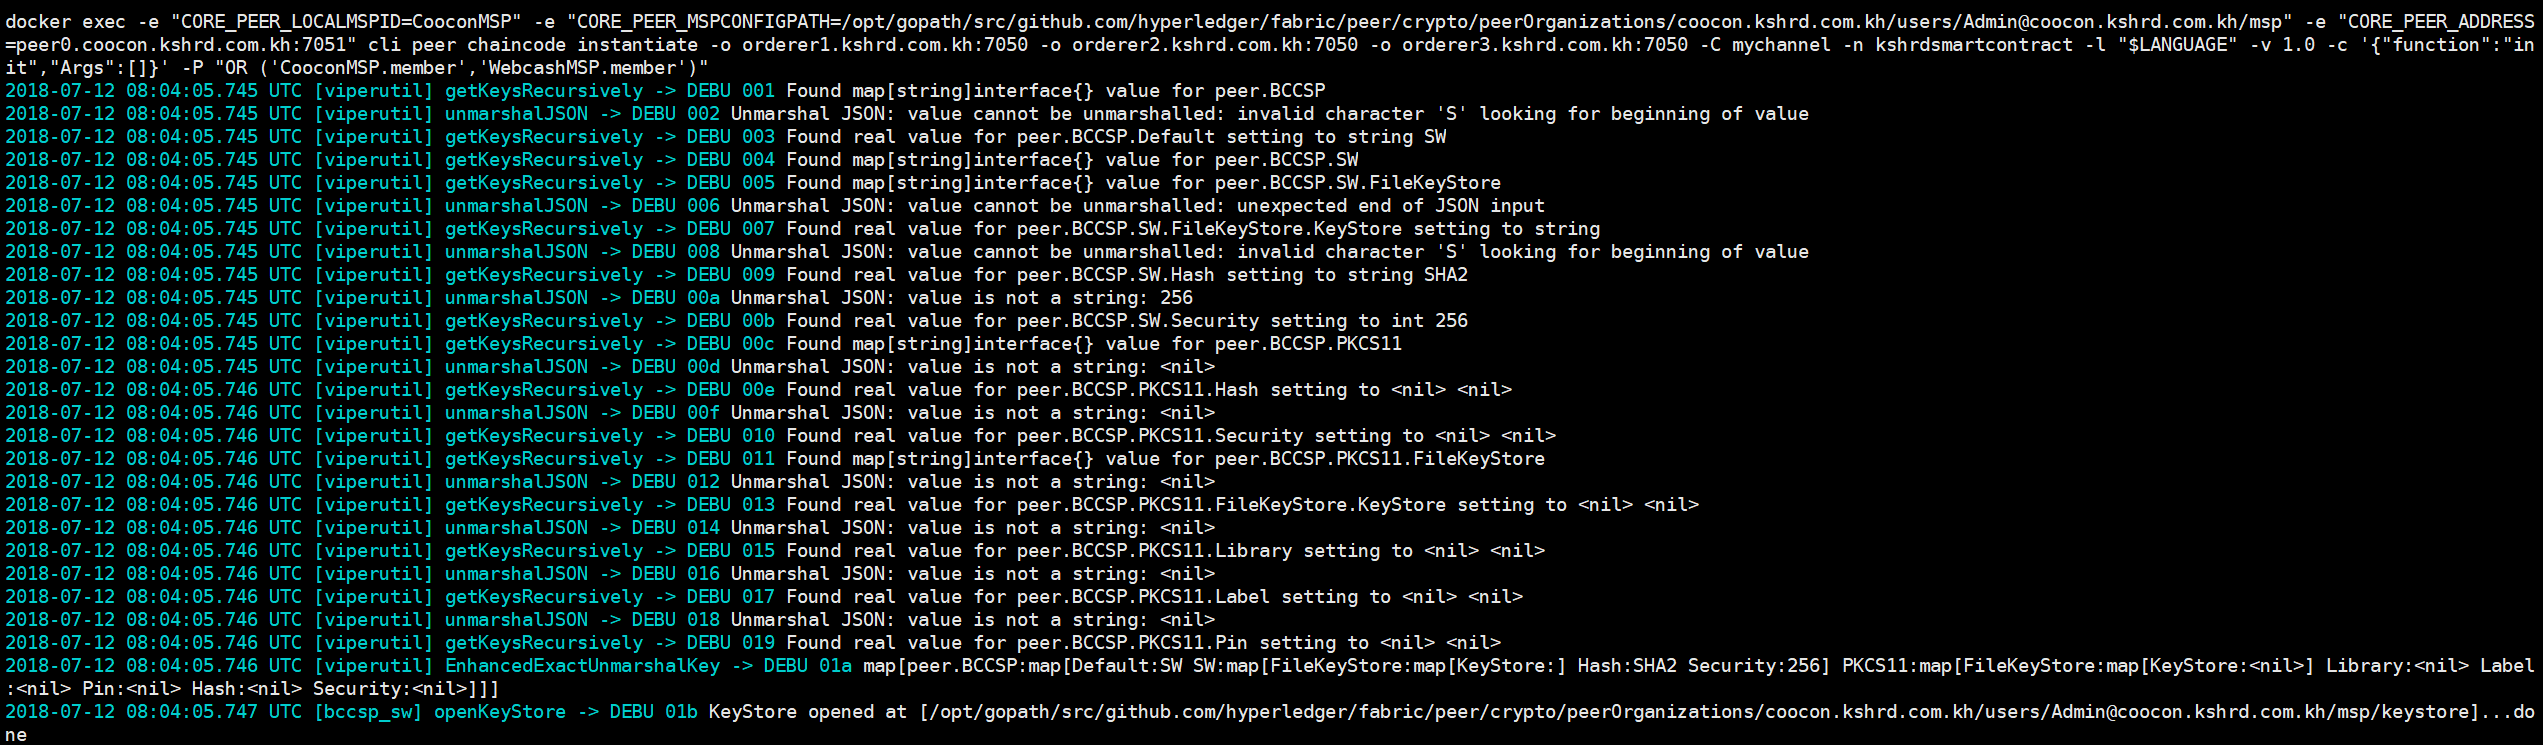 docker exec -e "CORE_PEER_LOCALMSPID=CooconMSP" -e "CORE_PEER_MSPCONFIGPATH=/opt/gopath/src/github.com/hyperledger/fabric/peer/crypto/peerOrganizations/coocon.kshrd.com.kh/users/Admin@coocon.kshrd.com.kh/msp" -e "CORE_PEER_ADDRESS
=peer0.coocon.kshrd.com.kh:7051" cli peer chaincode instantiate -o orderer1.kshrd.com.kh:7050 -o orderer2.kshrd.com.kh:7050 -o orderer3.kshrd.com.kh:7050 -C mychannel -n kshrdsmartcontract -l "$LANGUAGE" -v 1.0 -c '{"function":"in
it","Args":[]}' -P "OR ('CooconMSP.member','WebcashMSP.member')"
2018-07-12 08:04:05.745 UTC [viperutil] getKeysRecursively -> DEBU 001 Found map[string]interface{} value for peer.BCCSP
2018-07-12 08:04:05.745 UTC [viperutil] unmarshalJSON -> DEBU 002 Unmarshal JSON: value cannot be unmarshalled: invalid character 'S' looking for beginning of value
2018-07-12 08:04:05.745 UTC [viperutil] getKeysRecursively -> DEBU 003 Found real value for peer.BCCSP.Default setting to string SW
2018-07-12 08:04:05.745 UTC [viperutil] getKeysRecursively -> DEBU 004 Found map[string]interface{} value for peer.BCCSP.SW
2018-07-12 08:04:05.745 UTC [viperutil] getKeysRecursively -> DEBU 005 Found map[string]interface{} value for peer.BCCSP.SW.FileKeyStore
2018-07-12 08:04:05.745 UTC [viperutil] unmarshalJSON -> DEBU 006 Unmarshal JSON: value cannot be unmarshalled: unexpected end of JSON input
2018-07-12 08:04:05.745 UTC [viperutil] getKeysRecursively -> DEBU 007 Found real value for peer.BCCSP.SW.FileKeyStore.KeyStore setting to string
2018-07-12 08:04:05.745 UTC [viperutil] unmarshalJSON -> DEBU 008 Unmarshal JSON: value cannot be unmarshalled: invalid character 'S' looking for beginning of value
2018-07-12 08:04:05.745 UTC [viperutil] getKeysRecursively -> DEBU 009 Found real value for peer.BCCSP.SW.Hash setting to string SHA2
2018-07-12 08:04:05.745 UTC [viperutil] unmarshalJSON -> DEBU 00a Unmarshal JSON: value is not a string: 256
2018-07-12 08:04:05.745 UTC [viperutil] getKeysRecursively -> DEBU 00b Found real value for peer.BCCSP.SW.Security setting to int 256
2018-07-12 08:04:05.745 UTC [viperutil] getKeysRecursively -> DEBU 00c Found map[string]interface{} value for peer.BCCSP.PKCS11
2018-07-12 08:04:05.745 UTC [viperutil] unmarshalJSON -> DEBU 00d Unmarshal JSON: value is not a string: <nil>
2018-07-12 08:04:05.746 UTC [viperutil] getKeysRecursively -> DEBU 00e Found real value for peer.BCCSP.PKCS11.Hash setting to <nil> <nil>
2018-07-12 08:04:05.746 UTC [viperutil] unmarshalJSON -> DEBU 00f Unmarshal JSON: value is not a string: <nil>
2018-07-12 08:04:05.746 UTC [viperutil] getKeysRecursively -> DEBU 010 Found real value for peer.BCCSP.PKCS11.Security setting to <nil> <nil>
2018-07-12 08:04:05.746 UTC [viperutil] getKeysRecursively -> DEBU 011 Found map[string]interface{} value for peer.BCCSP.PKCS11.FileKeyStore
2018-07-12 08:04:05.746 UTC [viperutil] unmarshalJSON -> DEBU 012 Unmarshal JSON: value is not a string: <nil>
2018-07-12 08:04:05.746 UTC [viperutil] getKeysRecursively -> DEBU 013 Found real value for peer.BCCSP.PKCS11.FileKeyStore.KeyStore setting to <nil> <nil>
2018-07-12 08:04:05.746 UTC [viperutil] unmarshalJSON -> DEBU 014 Unmarshal JSON: value is not a string: <nil>
2018-07-12 08:04:05.746 UTC [viperutil] getKeysRecursively -> DEBU 015 Found real value for peer.BCCSP.PKCS11.Library setting to <nil> <nil>
2018-07-12 08:04:05.746 UTC [viperutil] unmarshalJSON -> DEBU 016 Unmarshal JSON: value is not a string: <nil>
2018-07-12 08:04:05.746 UTC [viperutil] getKeysRecursively -> DEBU 017 Found real value for peer.BCCSP.PKCS11.Label setting to <nil> <nil>
2018-07-12 08:04:05.746 UTC [viperutil] unmarshalJSON -> DEBU 018 Unmarshal JSON: value is not a string: <nil>
2018-07-12 08:04:05.746 UTC [viperutil] getKeysRecursively -> DEBU 019 Found real value for peer.BCCSP.PKCS11.Pin setting to <nil> <nil>
2018-07-12 08:04:05.746 UTC [viperutil] EnhancedExactUnmarshalKey -> DEBU 01a map[peer.BCCSP:map[Default:SW SW:map[FileKeyStore:map[KeyStore:] Hash:SHA2 Security:256] PKCS11:map[FileKeyStore:map[KeyStore:<nil>] Library:<nil> Label
:<nil> Pin:<nil> Hash:<nil> Security:<nil>]]]
2018-07-12 08:04:05.747 UTC [bccsp_sw] openKeyStore -> DEBU 01b KeyStore opened at [/opt/gopath/src/github.com/hyperledger/fabric/peer/crypto/peerOrganizations/coocon.kshrd.com.kh/users/Admin@coocon.kshrd.com.kh/msp/keystore]...do
ne